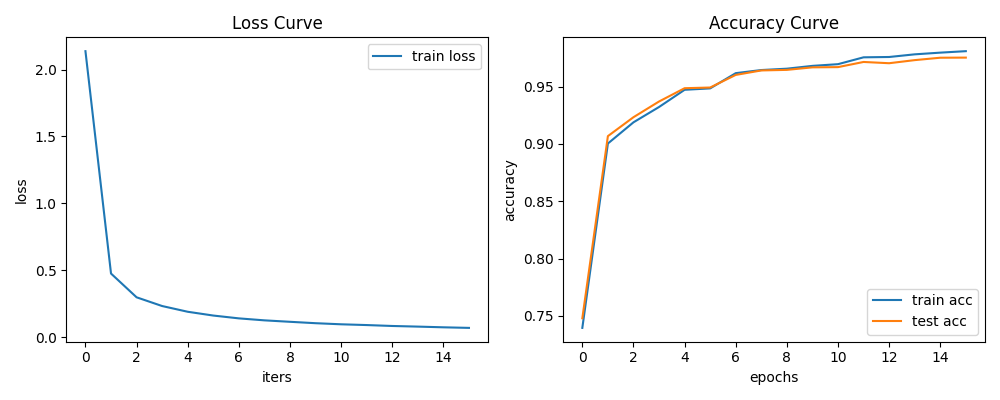 Loss Curve
train loss
2.0
1.5
1.0
0.5
0.0
loss
0 2 4 6 8 10 12 14
iters
Accuracy Curve
0.95
0.90
0.85
0.80
0.75
accuracy
train acc
test acc
0 2 4 6 8 10 12 14
epochs